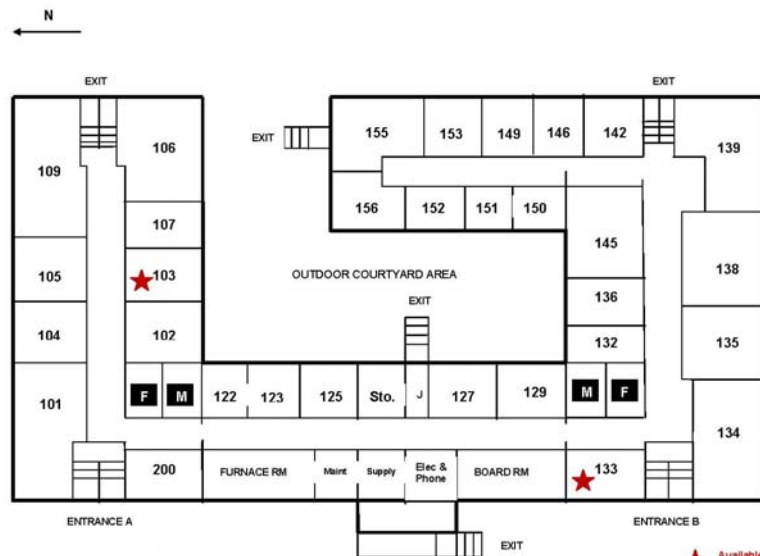 N
EXIT
EXIT
106
155
153
149
146
142
139
EXIT
109
107
156
152
151
150
145
105
103
OUTDOOR COURTYARD AREA
138
136
EXIT
104
102
132
135
F
M
122
123
125
Sto.
J
127
129
M
F
101
134
200
FURNACE RM
Maint
Supply
Elec &
Phone
BOARD RM
133
ENTRANCE A
ENTRANCE B
EXIT
Available